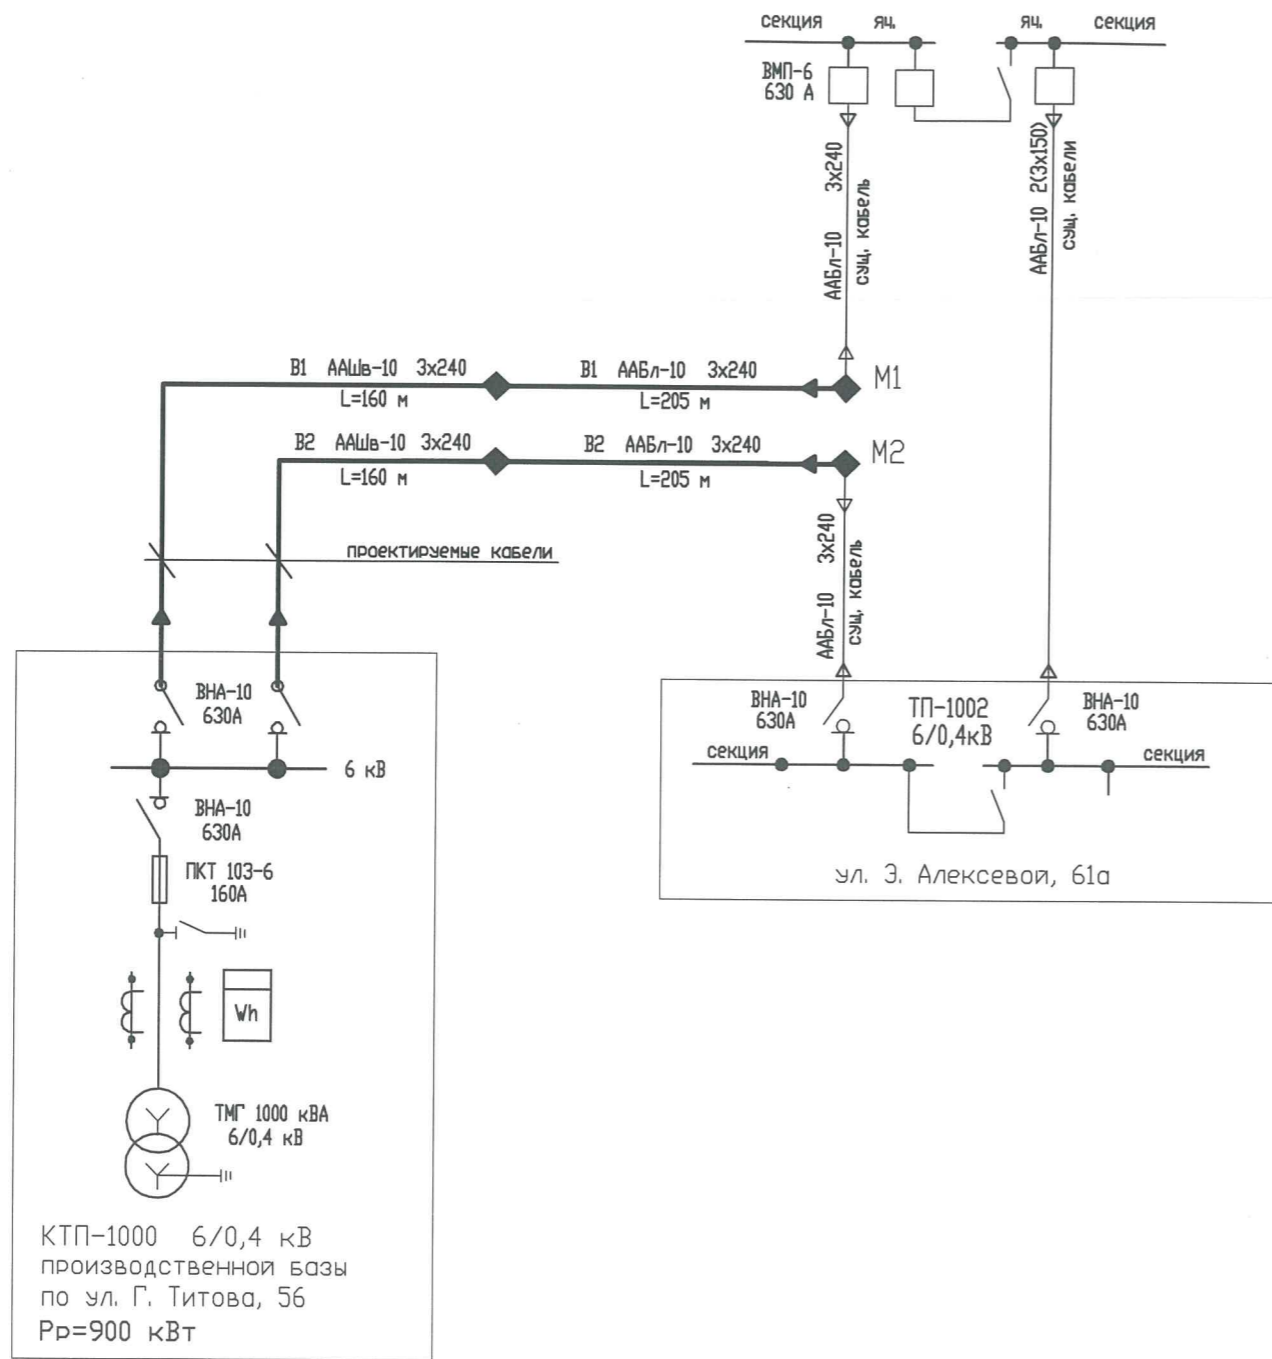 секция яч. яч. секция
ВМП-6
630 А
ААБл-10 3х240
сущ. кабель
ААБл-10 2(3х150)
сущ. кабели
В1 ААШв-10 3х240
L=160 м
В1 ААБл-10 3х240
L=205 м
М1
В2 ААШв-10 3х240
L=160 м
В2 ААБл-10 3х240
L=205 м
М2
проектируемые кабели
ААБл-10 3х240
сущ. кабель
ВНА-10
630А
6 кВ
ВНА-10
630А
ПКТ 103-6
160А
Wh
ТМГ 1000 кВА
6/0,4 кВ
КТП-1000 6/0,4 кВ
производственной базы
по ул. Г. Титова, 56
Рр=900 кВт
ВНА-10
630А
ТП-1002
6/0,4кВ
ВНА-10
630А
секция
секция
ул. Э. Алексевой, 61а